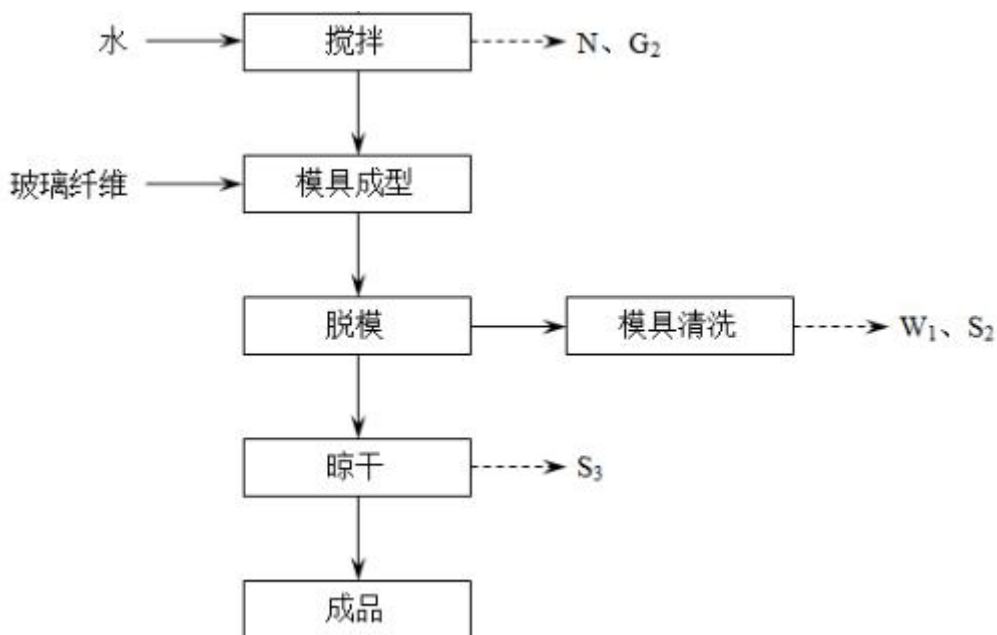 水
搅拌
N、G₂
玻璃纤维
模具成型
脱模
模具清洗
W₁、S₂
晾干
S₃
成品